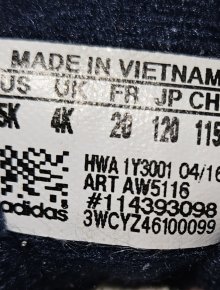 MADE IN VIETNAM
US UK FR JP CH
5K 4K 20 120 115
HWA 1Y3001 04/16
ART AW5116
#114393098
adidas 3WCYZ46100099